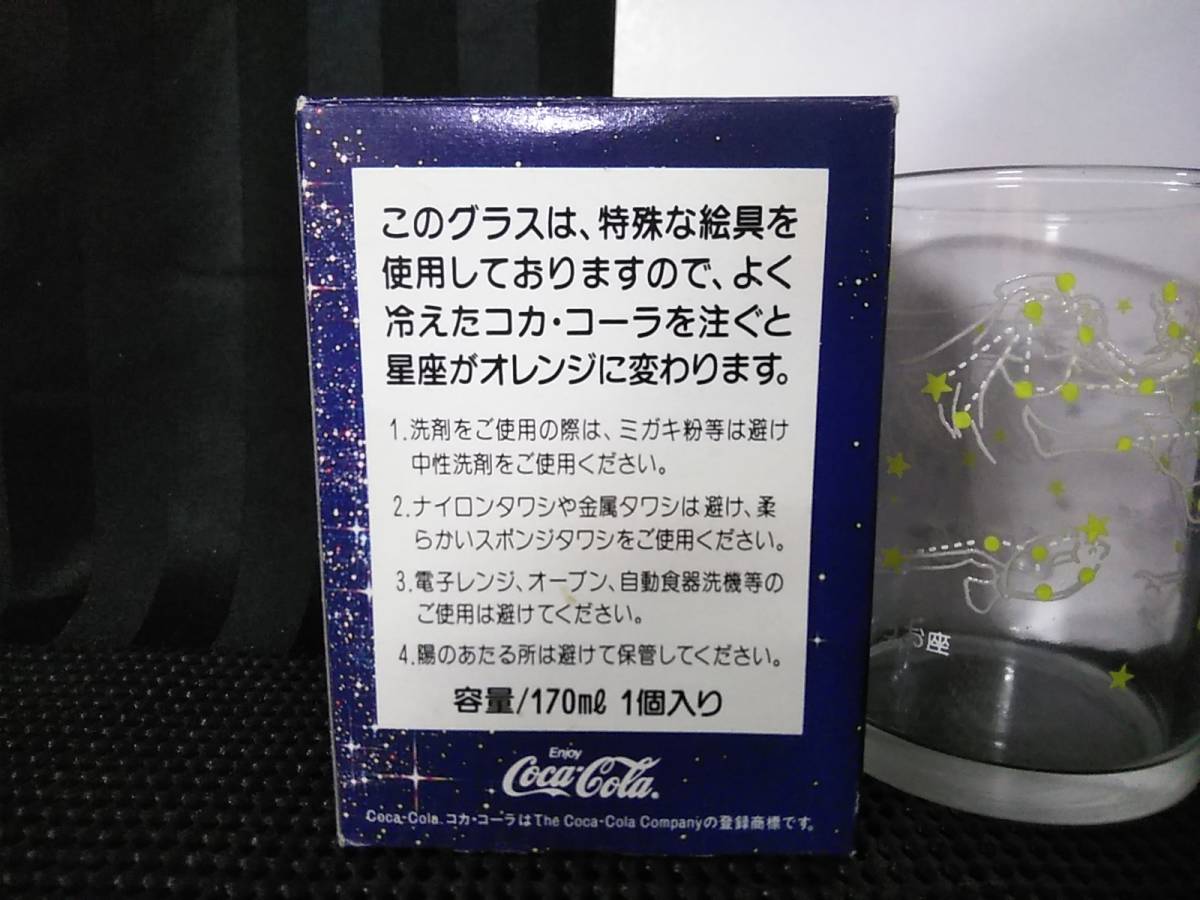 このグラスは、特殊な絵具を
使用しておりますので、よく
冷えたコカ・コーラを注ぐと
星座がオレンジに変わります。
1.洗剤をご使用の際は、ミガキ粉等は避け
中性洗剤をご使用ください。
2.ナイロンタワシや金属タワシは避け、柔
らかいスポンジタワシをご使用ください。
3.電子レンジ、オーブン、自動食器洗機等の
ご使用は避けてください。
4.腸のあたる所は避けて保管してください。
容量/170mℓ 1個入り
Enjoy
Coca-Cola.
Coca-Cola.コカ・コーラはThe Coca-Cola Companyの登録商標です。
座